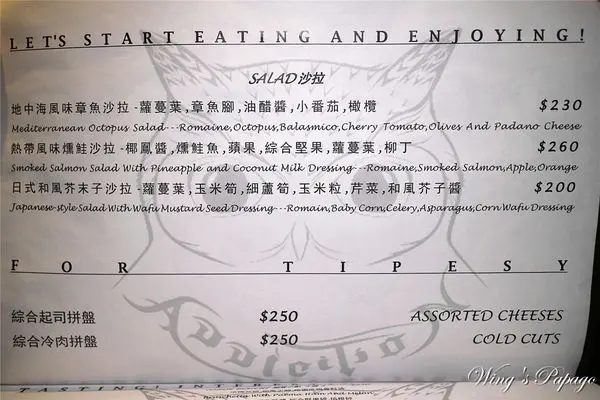 LET'S START EATING AND ENJOYING!
SALAD沙拉
地中海風味章魚沙拉 -蘿蔓葉,章魚腳,油醋醬,小番茄,橄欖 $230
Mediterranean Octopus Salad---Romaine,Octopus,Balasmico,Cherry Tomato,Olives And Padano Cheese
熱帶風味燻鮭沙拉 -椰鳳醬,燻鮭魚,蘋果,綜合堅果,蘿蔓葉,柳丁 $260
Smoked Salmon Salad With Pineapple and Coconut Milk Dressing---Romaine,Smoked Salmon,Apple,Orange
日式和風芥末子沙拉 -蘿蔓葉,玉米筍,細蘆筍,玉米粒,芹菜,和風芥子醬 $200
Japanese-style Salad With Wafu Mustard Seed Dressing---Romain,Baby Corn,Celery,Asparagus,Corn Wafu Dressing
FOR TIPESY
綜合起司拼盤 $250 ASSORTED CHEESES
綜合冷肉拼盤 $250 COLD CUTS
Addiction
Wing's Papago
TASTING!
Bruschetta With Parma Ham And Melon